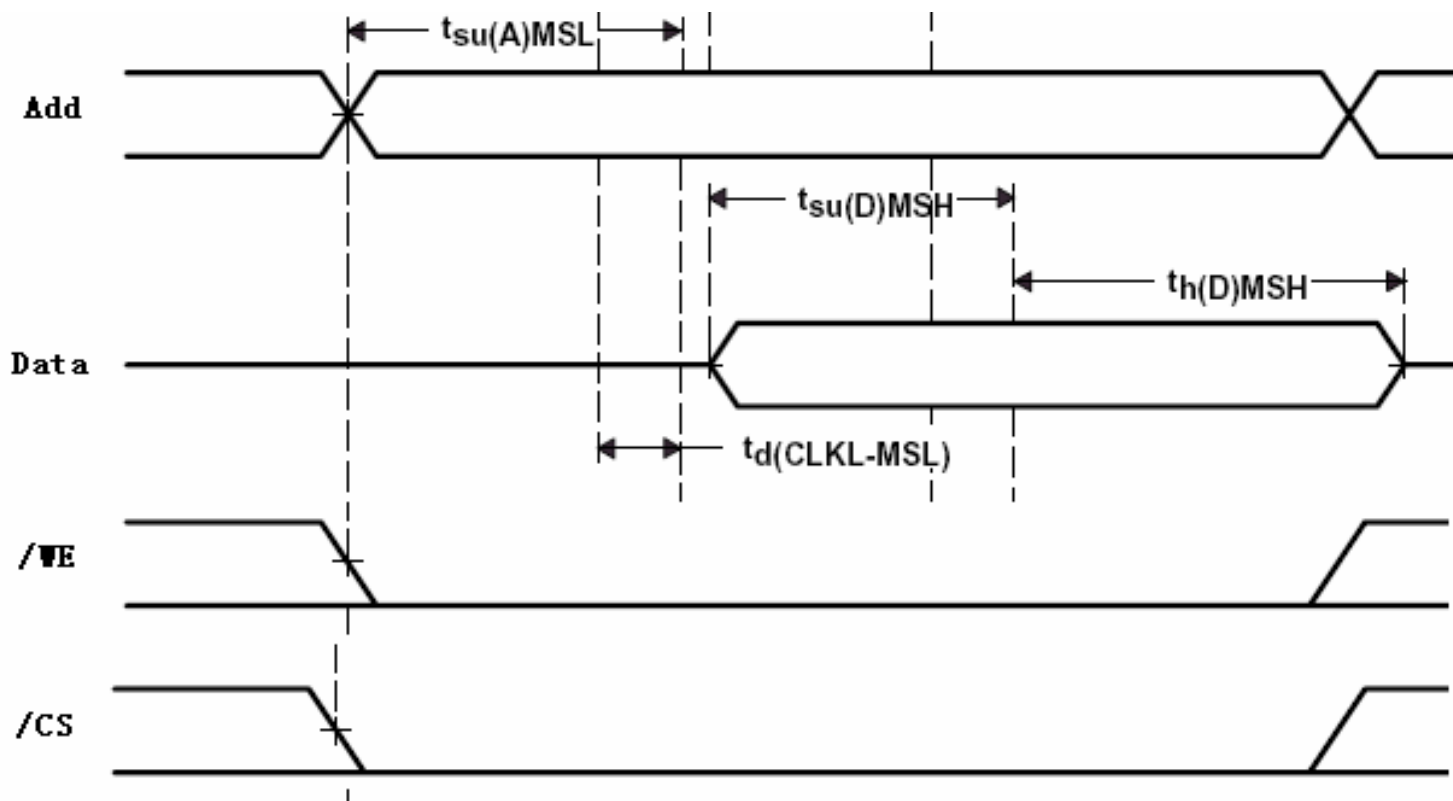 tsu(A)MSL
Add
tsu(D)MSH
th(D)MSH
Data
td(CLKL-MSL)
/WE
/CS